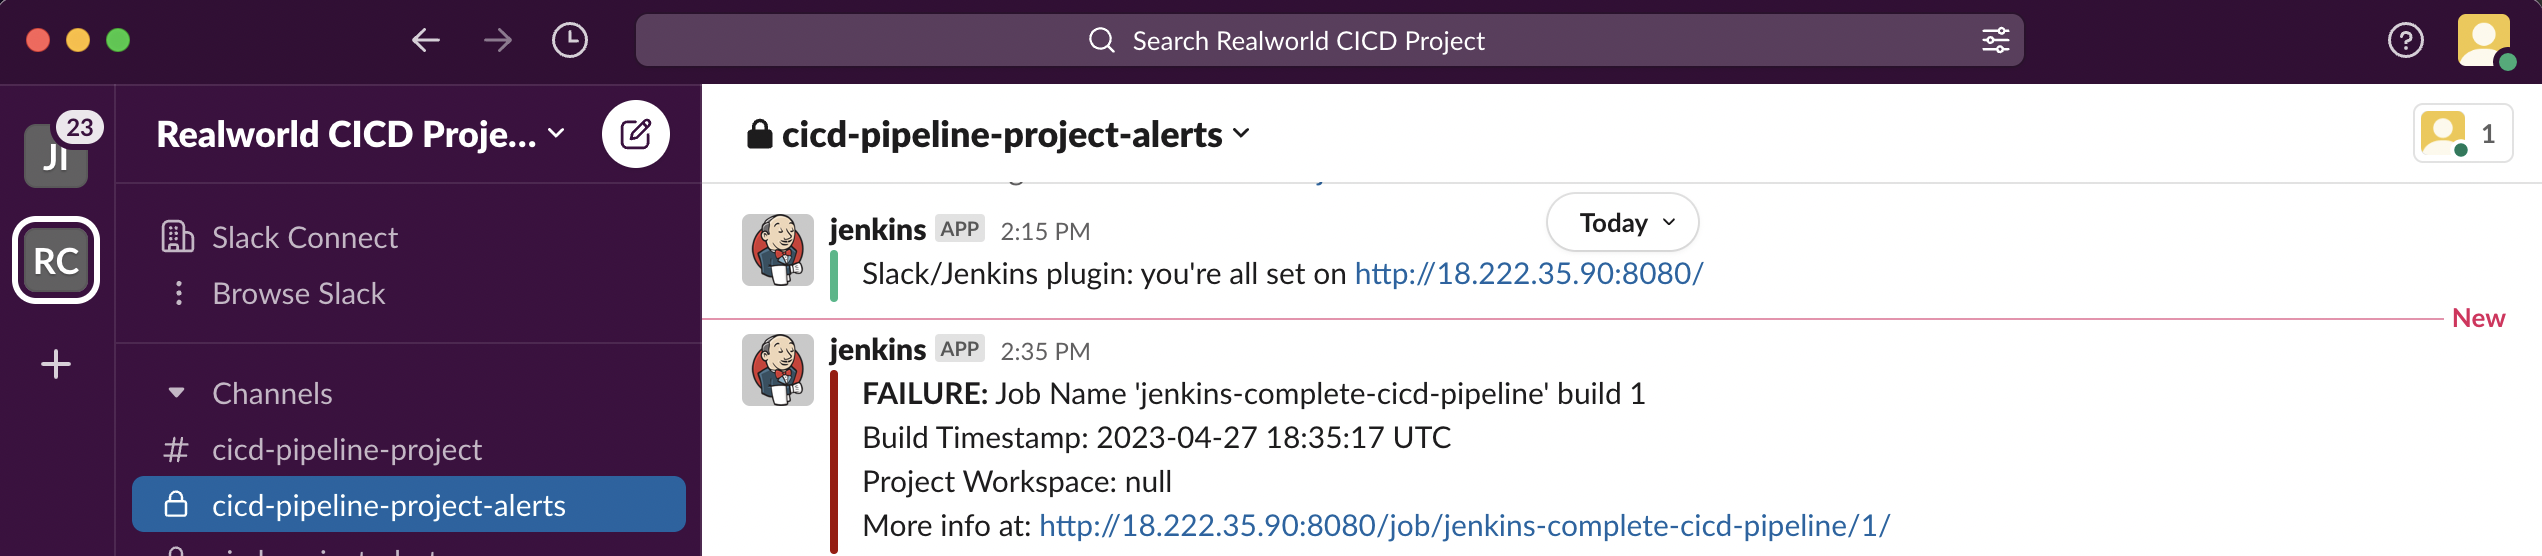 Search Realworld CICD Project
23
JI
Realworld CICD Proje...
RC
Slack Connect
Browse Slack
Channels
cicd-pipeline-project
cicd-pipeline-project-alerts
cicd-pipeline-project-alerts
1
Today
jenkins APP 2:15 PM
Slack/Jenkins plugin: you're all set on http://18.222.35.90:8080/
New
jenkins APP 2:35 PM
FAILURE: Job Name 'jenkins-complete-cicd-pipeline' build 1
Build Timestamp: 2023-04-27 18:35:17 UTC
Project Workspace: null
More info at: http://18.222.35.90:8080/job/jenkins-complete-cicd-pipeline/1/